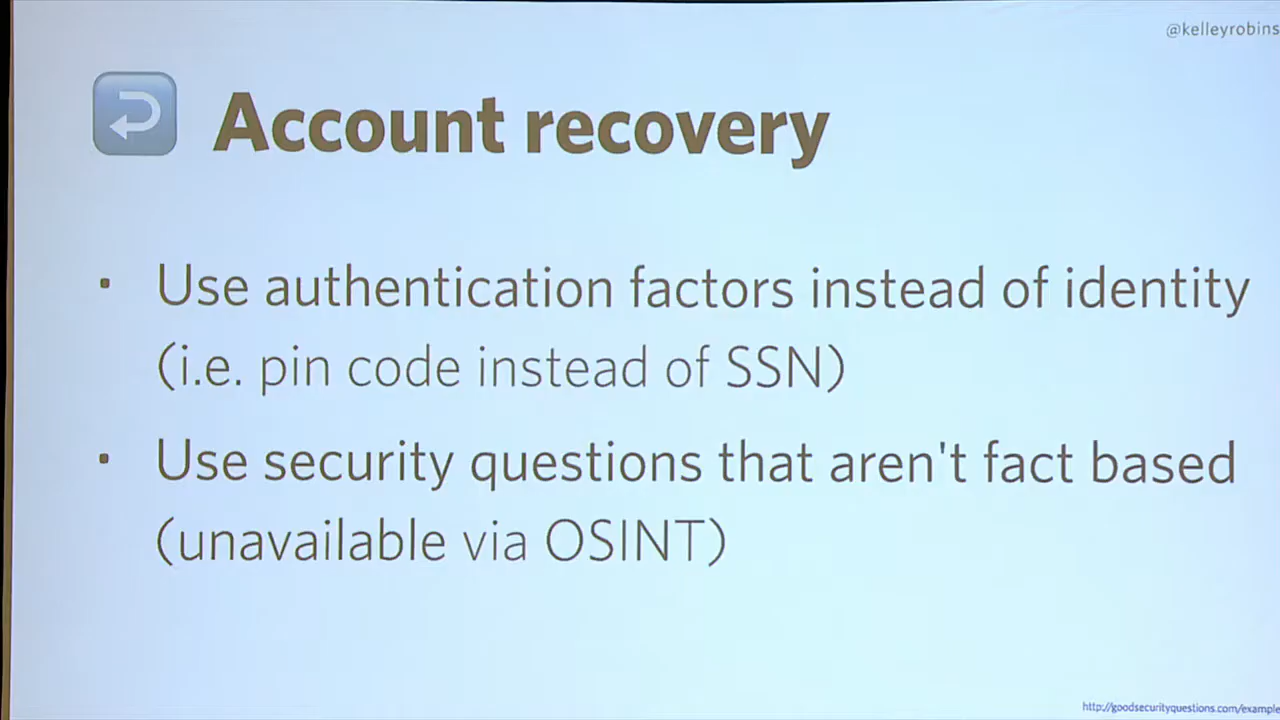 @kelleyrobins
Account recovery
· Use authentication factors instead of identity
(i.e. pin code instead of SSN)
· Use security questions that aren't fact based
(unavailable via OSINT)
http://goodsecurityquestions.com/example